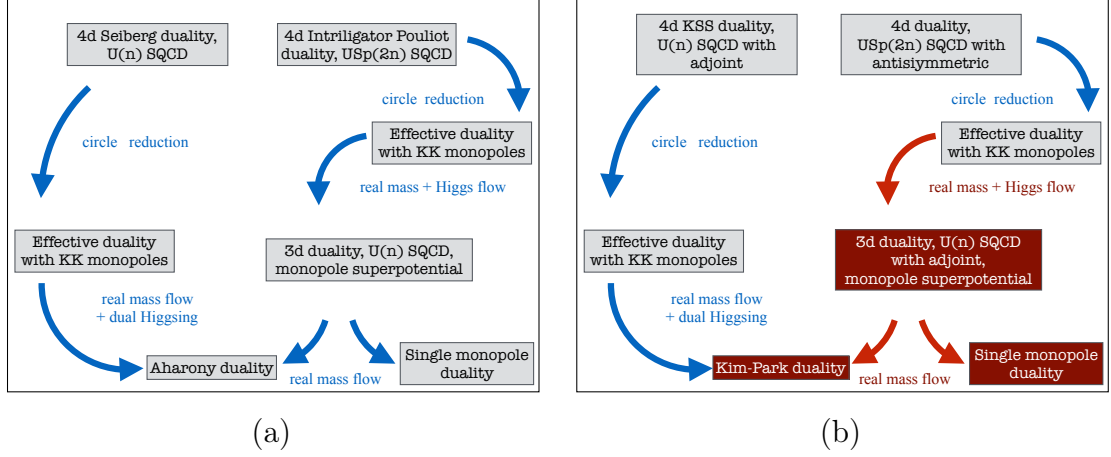 4d Seiberg duality,
U(n) SQCD
4d Intriligator Pouliot
duality, USp(2n) SQCD
circle reduction
circle reduction
Effective duality
with KK monopoles
real mass + Higgs flow
Effective duality
with KK monopoles
3d duality, U(n) SQCD,
monopole superpotential
real mass flow
+ dual Higgsing
Aharony duality
real mass flow
Single monopole
duality
(a)
4d KSS duality,
U(n) SQCD with
adjoint
4d duality,
USp(2n) SQCD with
antisiymmetric
circle reduction
circle reduction
Effective duality
with KK monopoles
real mass + Higgs flow
Effective duality
with KK monopoles
3d duality, U(n) SQCD
with adjoint,
monopole superpotential
real mass flow
+ dual Higgsing
Kim-Park duality
real mass flow
Single monopole
duality
(b)